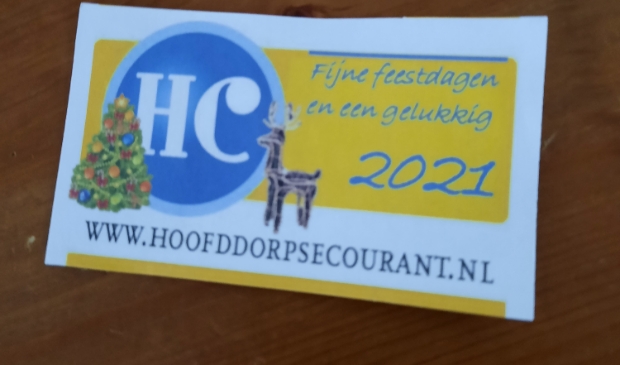 HC
Fijne feestdagen
en een gelukkig
2021
WWW.HOOFDDORPSECOURANT.NL